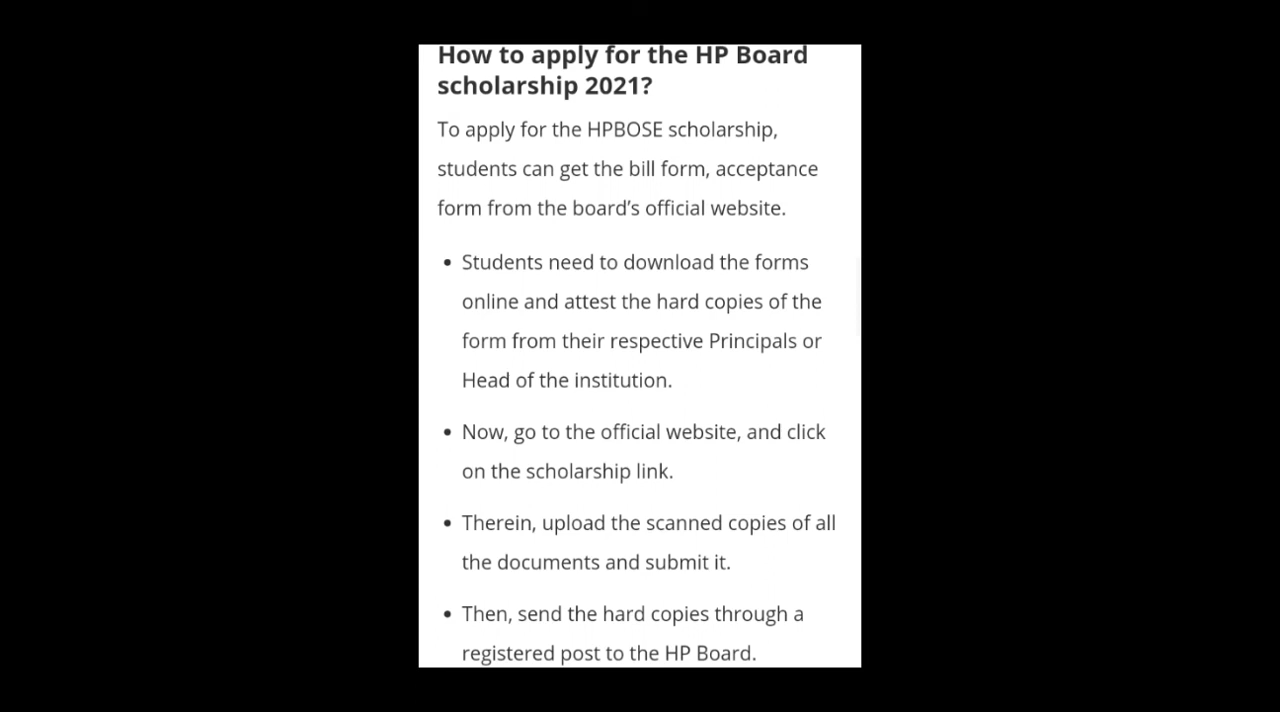 How to apply for the HP Board
scholarship 2021?
To apply for the HPBOSE scholarship,
students can get the bill form, acceptance
form from the board's official website.
• Students need to download the forms
online and attest the hard copies of the
form from their respective Principals or
Head of the institution.
• Now, go to the official website, and click
on the scholarship link.
• Therein, upload the scanned copies of all
the documents and submit it.
• Then, send the hard copies through a
registered post to the HP Board.